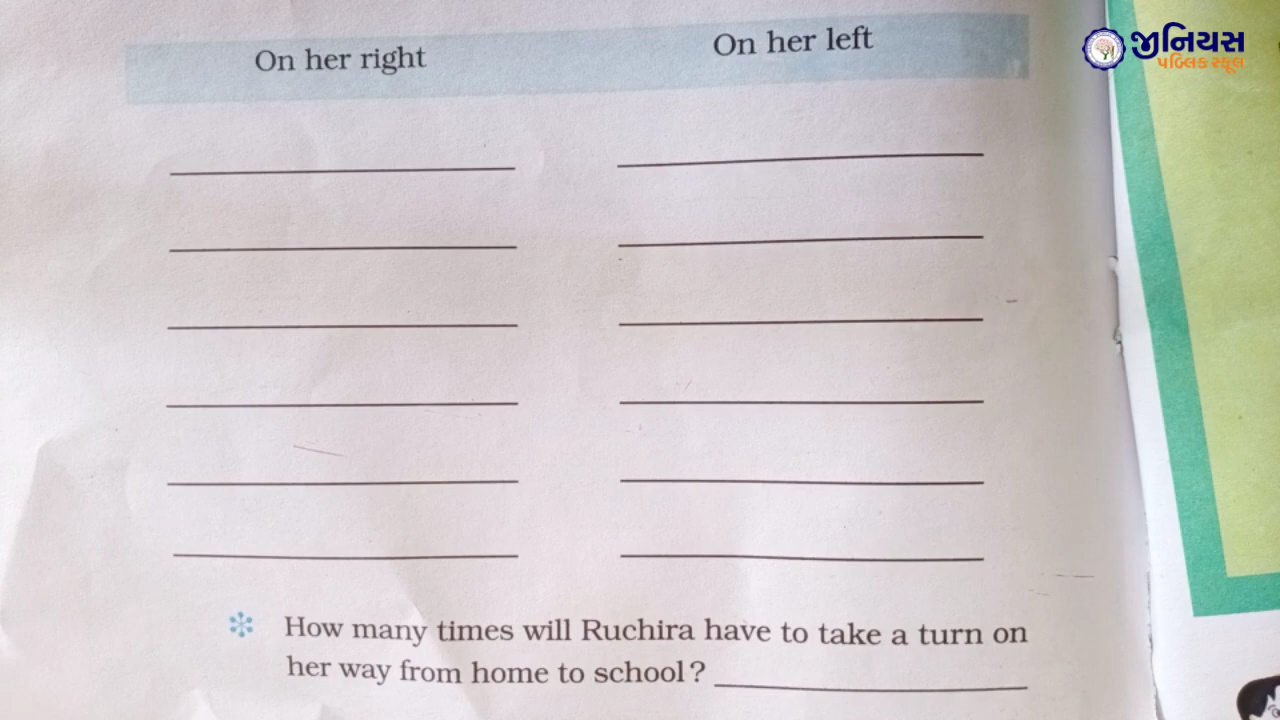 On her right
On her left
How many times will Ruchira have to take a turn on
her way from home to school?
જીનિયસ
પબ્લિક સ્કૂલ